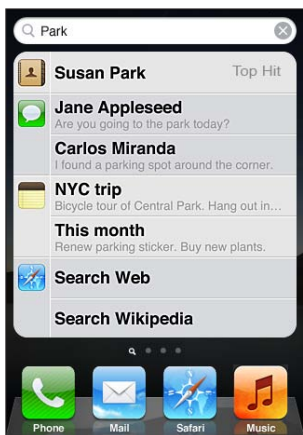 Park
Susan Park Top Hit
Jane Appleseed
Are you going to the park today?
Carlos Miranda
I found a parking spot around the corner.
NYC trip
Bicycle tour of Central Park. Hang out in...
This month
Renew parking sticker. Buy new plants.
Search Web
Search Wikipedia
Phone Mail Safari Music